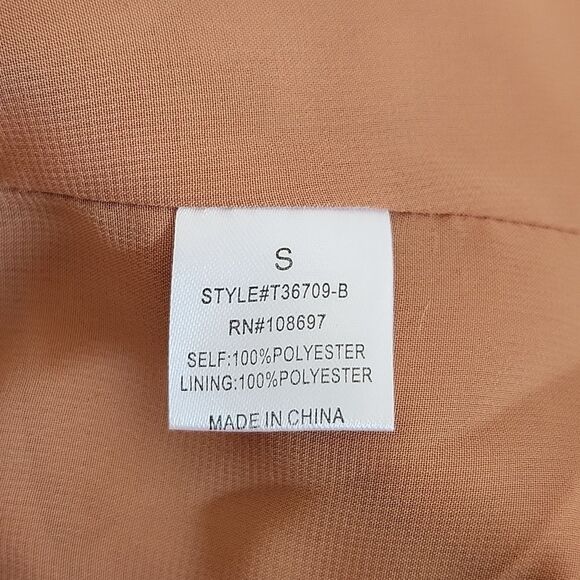 S
STYLE#T36709-B
RN#108697
SELF:100%POLYESTER
LINING:100%POLYESTER
MADE IN CHINA